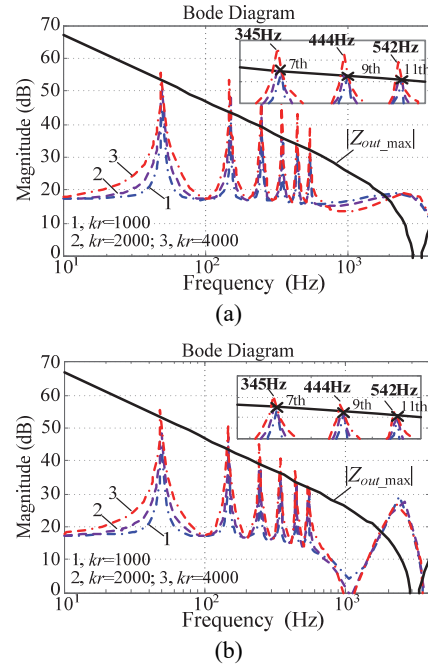 Bode Diagram
70
60
50
40
30
20
10
0
Magnitude (dB)
345Hz
444Hz
542Hz
7th
9th
11th
|Zout_max|
3
2
1
1, kr=1000
2, kr=2000; 3, kr=4000
10^1
10^2
10^3
Frequency (Hz)
(a)
Bode Diagram
70
60
50
40
30
20
10
0
Magnitude (dB)
345Hz
444Hz
542Hz
7th
9th
11th
|Zout_max|
3
2
1
1, kr=1000
2, kr=2000; 3, kr=4000
10^1
10^2
10^3
Frequency (Hz)
(b)